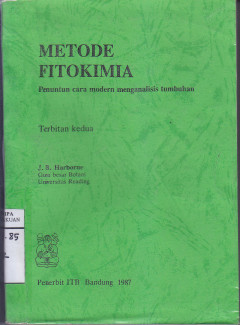 METODE
FITOKIMIA
Penuntun cara modern menganalisis tumbuhan
Terbitan kedua
J. B. Harborne
Guru besar Botani
Universitas Reading
Penerbit ITB Bandung 1987